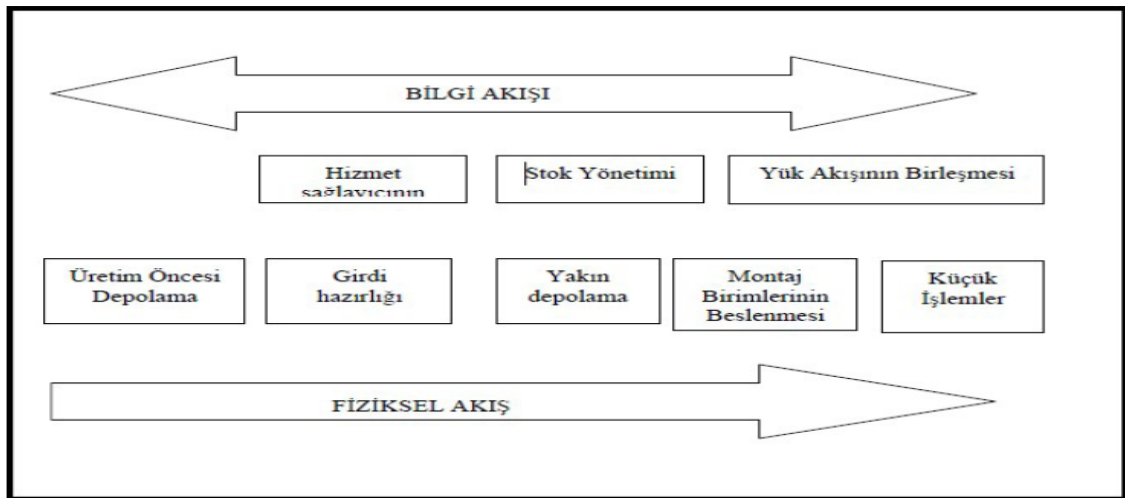 BİLGİ AKIŞI
Hizmet
sağlayıcının
Stok Yönetimi
Yük Akışının Birleşmesi
Üretim Öncesi
Depolama
Girdi
hazırlığı
Yakın
depolama
Montaj
Birimlerinin
Beslenmesi
Küçük
İşlemler
FİZİKSEL AKIŞ